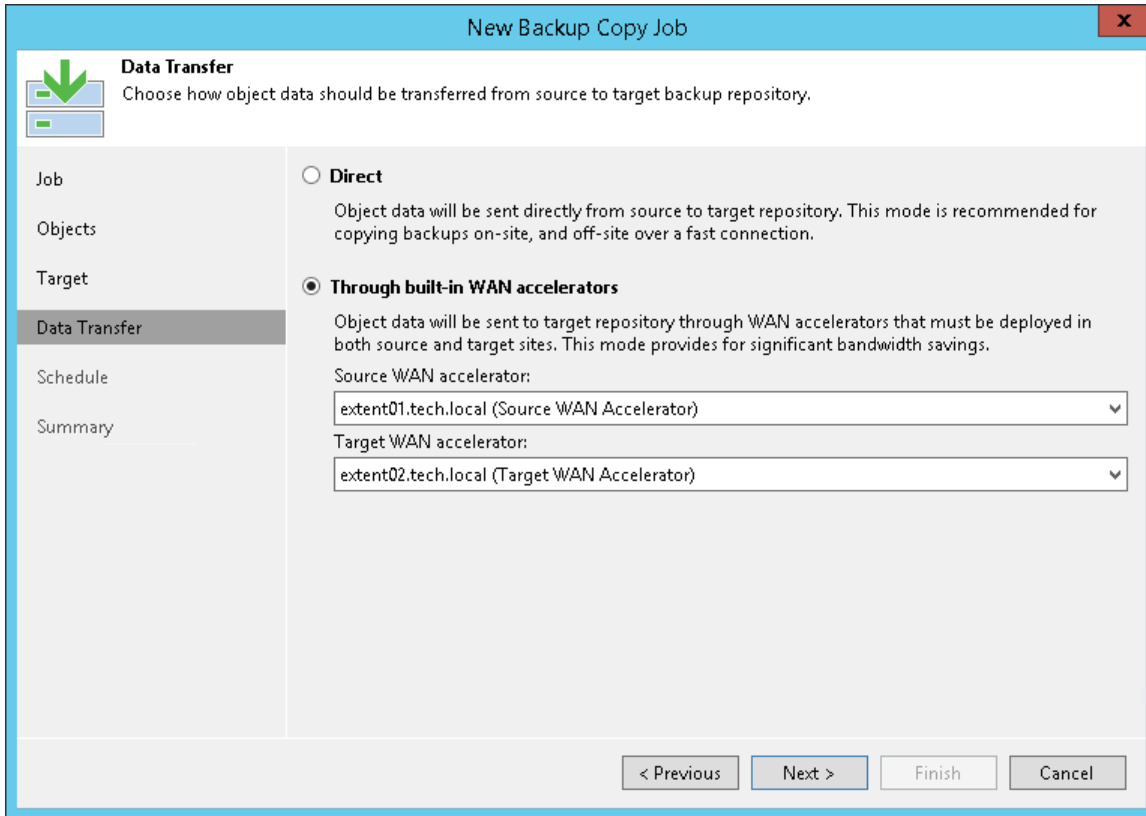 New Backup Copy Job
x
Data Transfer
Choose how object data should be transferred from source to target backup repository.
Job
Objects
Target
Data Transfer
Schedule
Summary
Direct
Object data will be sent directly from source to target repository. This mode is recommended for
copying backups on-site, and off-site over a fast connection.
Through built-in WAN accelerators
Object data will be sent to target repository through WAN accelerators that must be deployed in
both source and target sites. This mode provides for significant bandwidth savings.
Source WAN accelerator:
extent01.tech.local (Source WAN Accelerator)
Target WAN accelerator:
extent02.tech.local (Target WAN Accelerator)
< Previous
Next >
Finish
Cancel